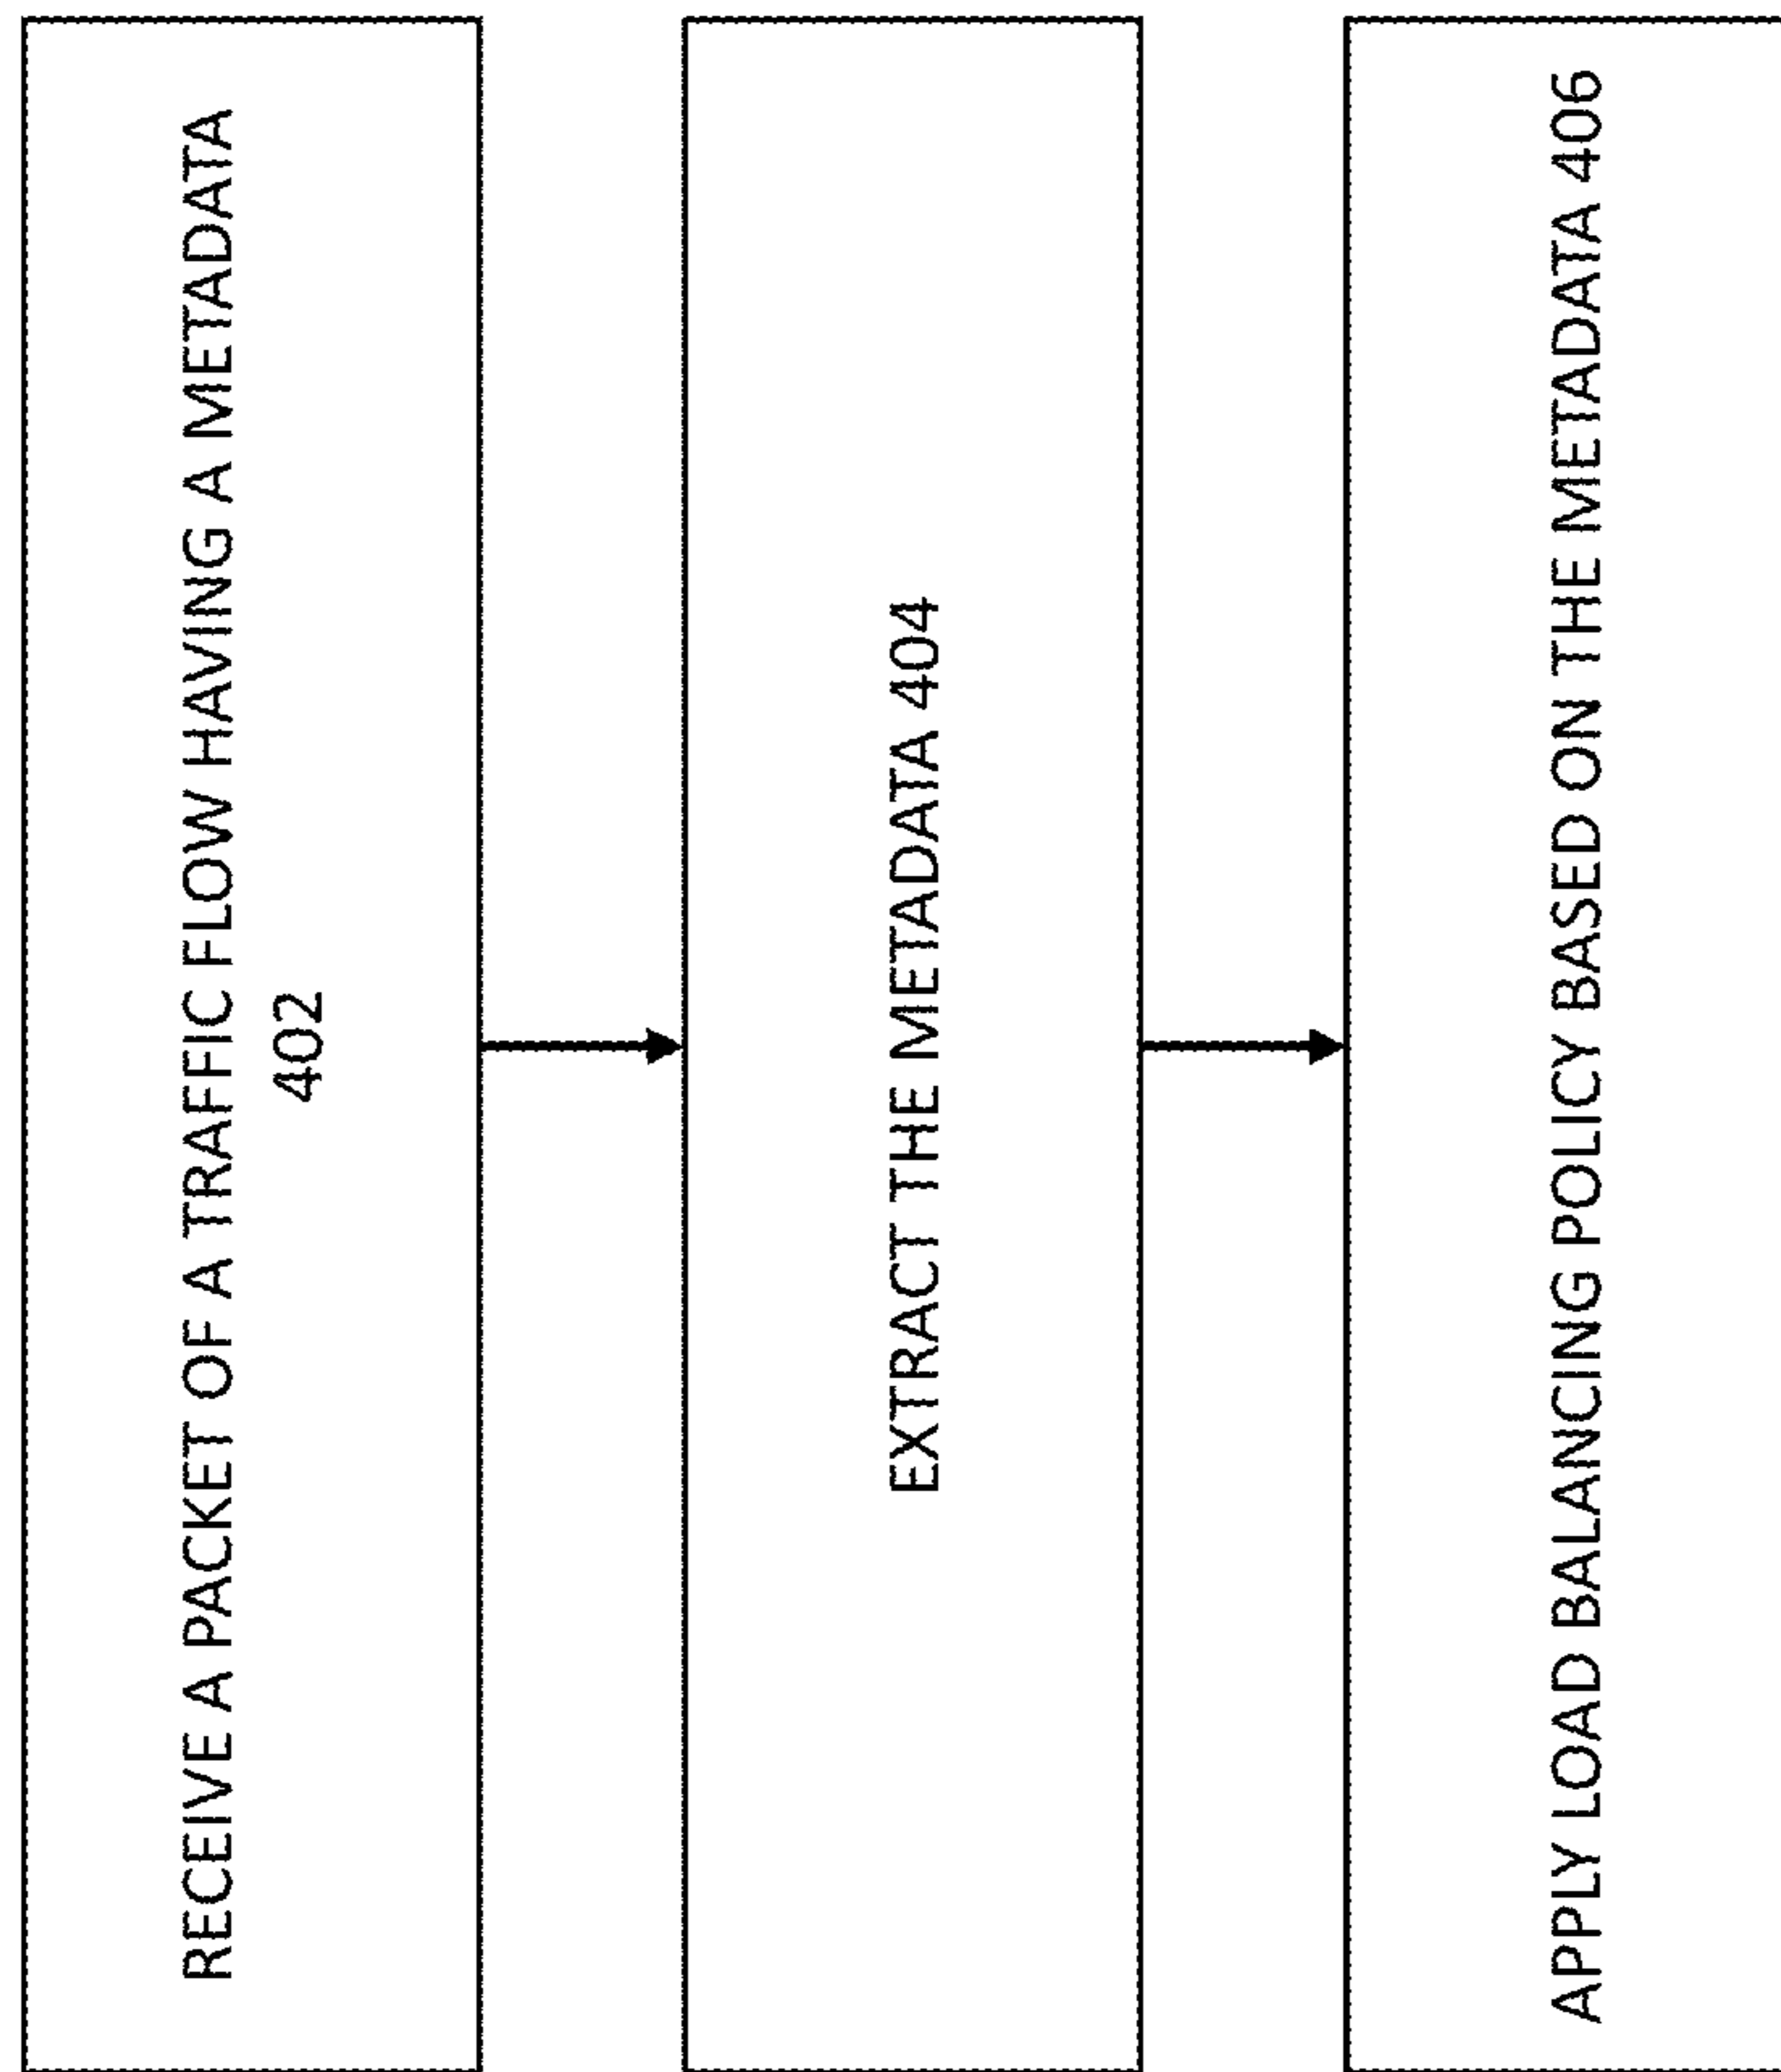 RECEIVE A PACKET OF A TRAFFIC FLOW HAVING A METADATA
402
EXTRACT THE METADATA 404
APPLY LOAD BALANCING POLICY BASED ON THE METADATA 406